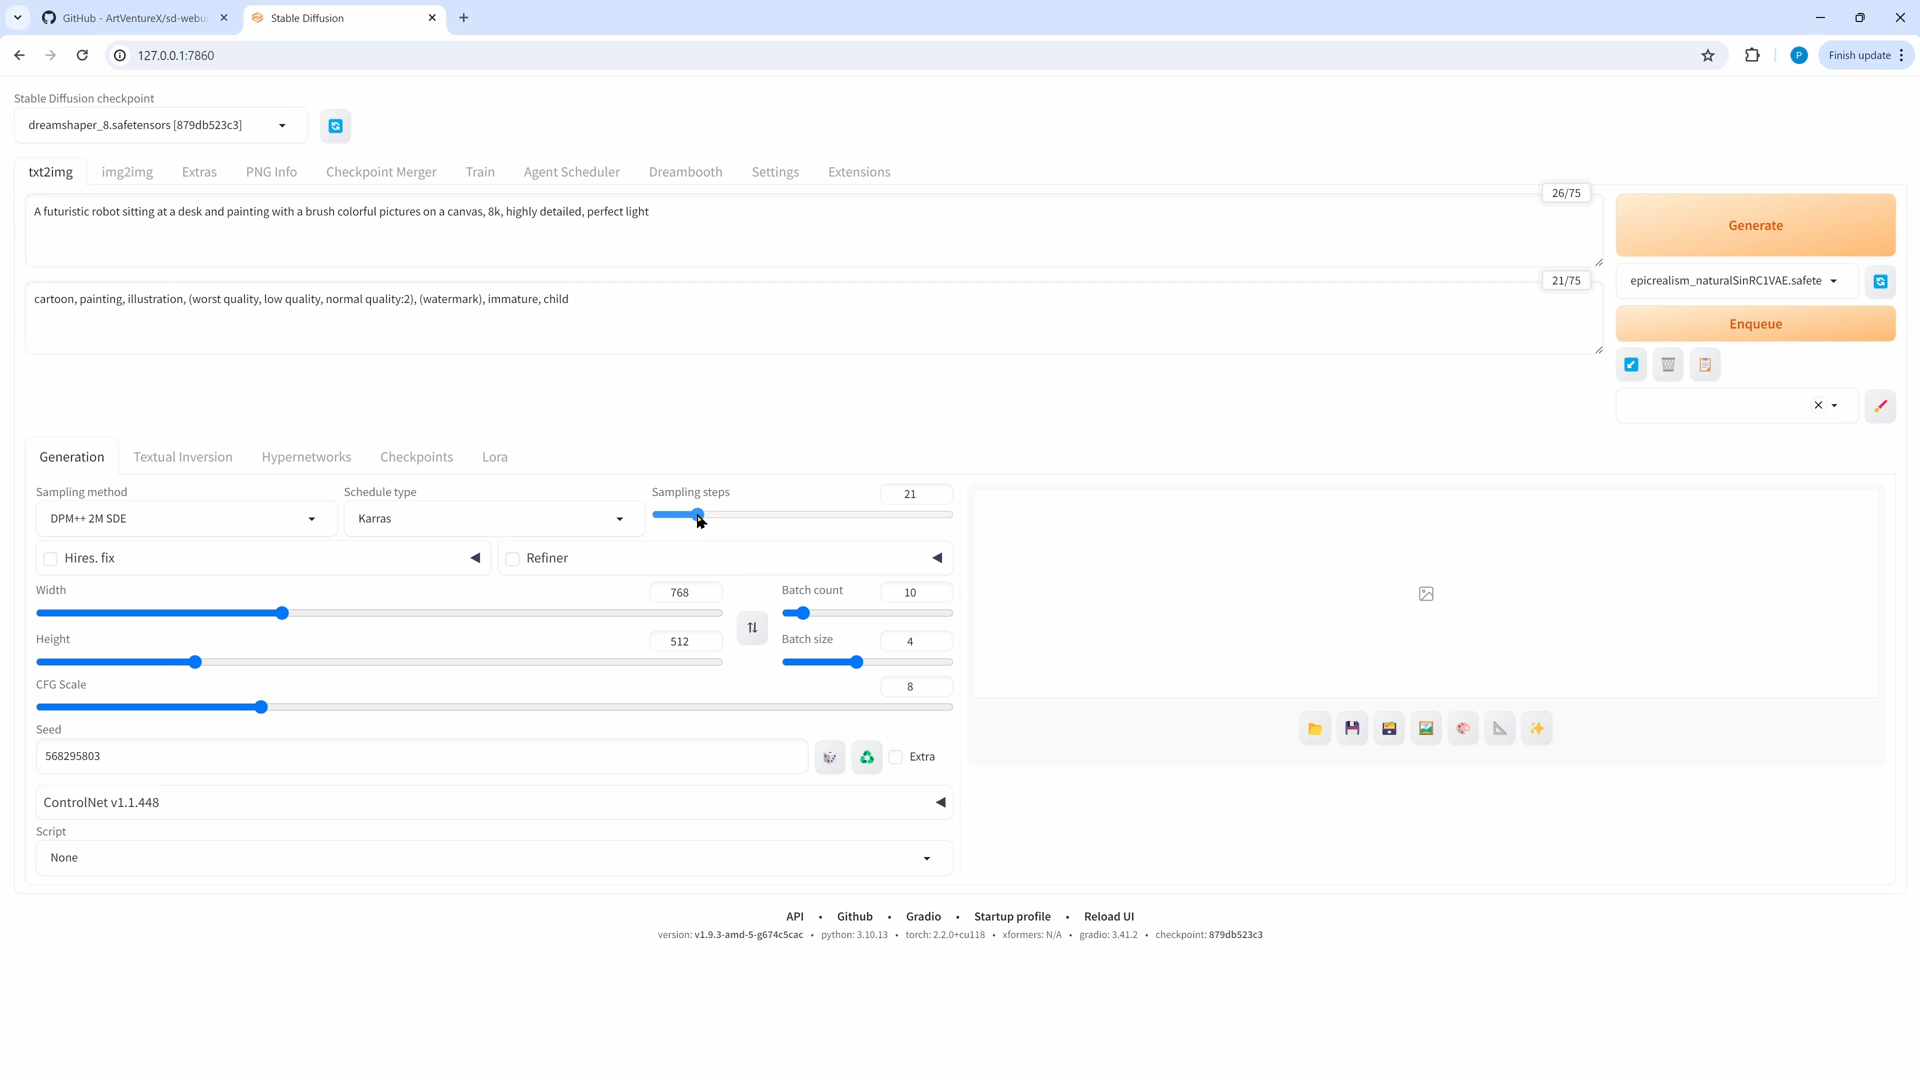 GitHub - ArtVentureX/sd-webu
Stable Diffusion
127.0.0.1:7860
P
Finish update
Stable Diffusion checkpoint
dreamshaper_8.safetensors [879db523c3]
txt2img
img2img
Extras
PNG Info
Checkpoint Merger
Train
Agent Scheduler
Dreambooth
Settings
Extensions
26/75
A futuristic robot sitting at a desk and painting with a brush colorful pictures on a canvas, 8k, highly detailed, perfect light
Generate
21/75
cartoon, painting, illustration, (worst quality, low quality, normal quality:2), (watermark), immature, child
epicrealism_naturalSinRC1VAE.safete
Enqueue
Generation
Textual Inversion
Hypernetworks
Checkpoints
Lora
Sampling method
DPM++ 2M SDE
Schedule type
Karras
Sampling steps
21
Hires. fix
Refiner
Width
768
Batch count
10
Height
512
Batch size
4
CFG Scale
8
Seed
568295803
Extra
ControlNet v1.1.448
Script
None
API • Github • Gradio • Startup profile • Reload UI
version: v1.9.3-amd-5-g674c5cac • python: 3.10.13 • torch: 2.2.0+cu118 • xformers: N/A • gradio: 3.41.2 • checkpoint: 879db523c3